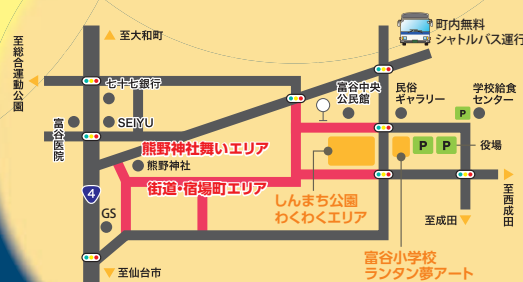 至大和町
町内無料
シャトルバス運行
至総合運動公園
七十七銀行
富谷中央
公民館
民俗
ギャラリー
学校給食
センター
P
富谷医院
SEIYU
熊野神社舞いエリア
熊野神社
P
P
役場
4
街道・宿場町エリア
しんまち公園
わくわくエリア
GS
至成田
至西成田
富谷小学校
ランタン夢アート
至仙台市